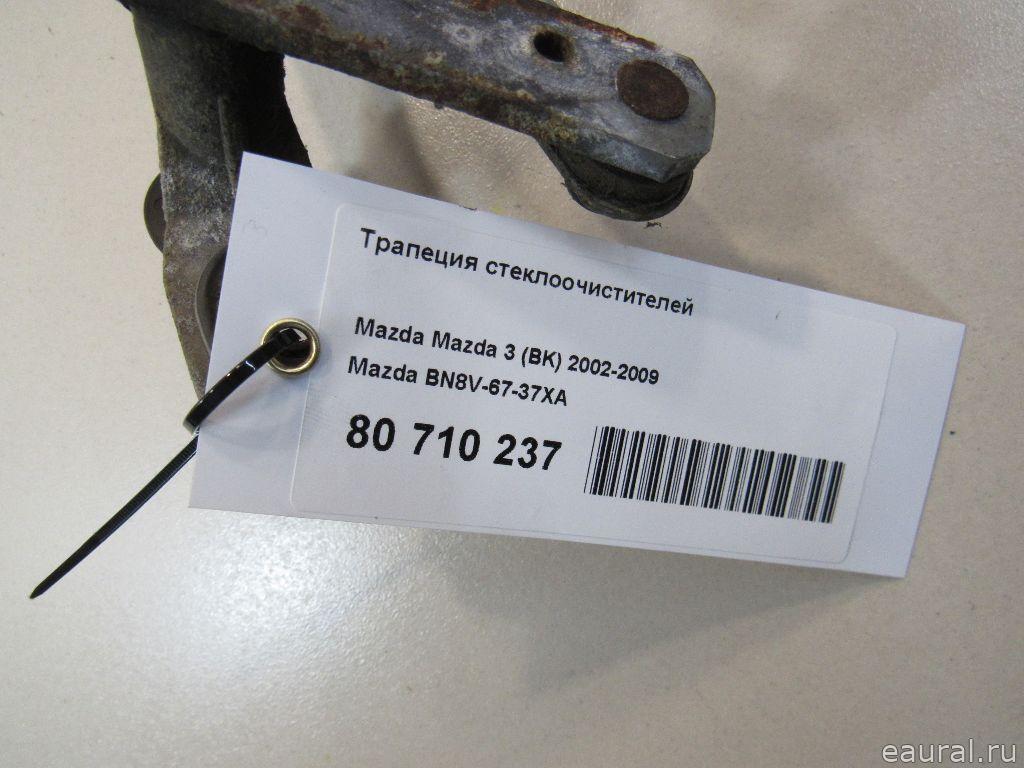 Трапеция стеклоочистителей
Mazda Mazda 3 (BK) 2002-2009
Mazda BN8V-67-37XA
80 710 237
eaural.ru